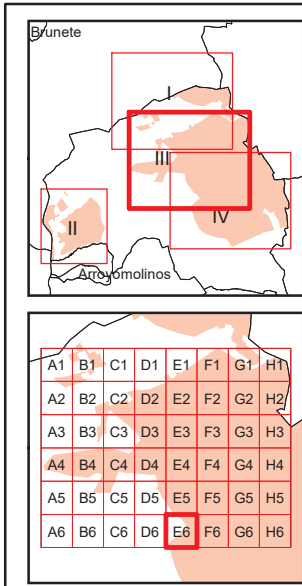 Brunete
I
III
IV
II
Arroyomolinos
A1 B1 C1 D1 E1 F1 G1 H1
A2 B2 C2 D2 E2 F2 G2 H2
A3 B3 C3 D3 E3 F3 G3 H3
A4 B4 C4 D4 E4 F4 G4 H4
A5 B5 C5 D5 E5 F5 G5 H5
A6 B6 C6 D6 E6 F6 G6 H6